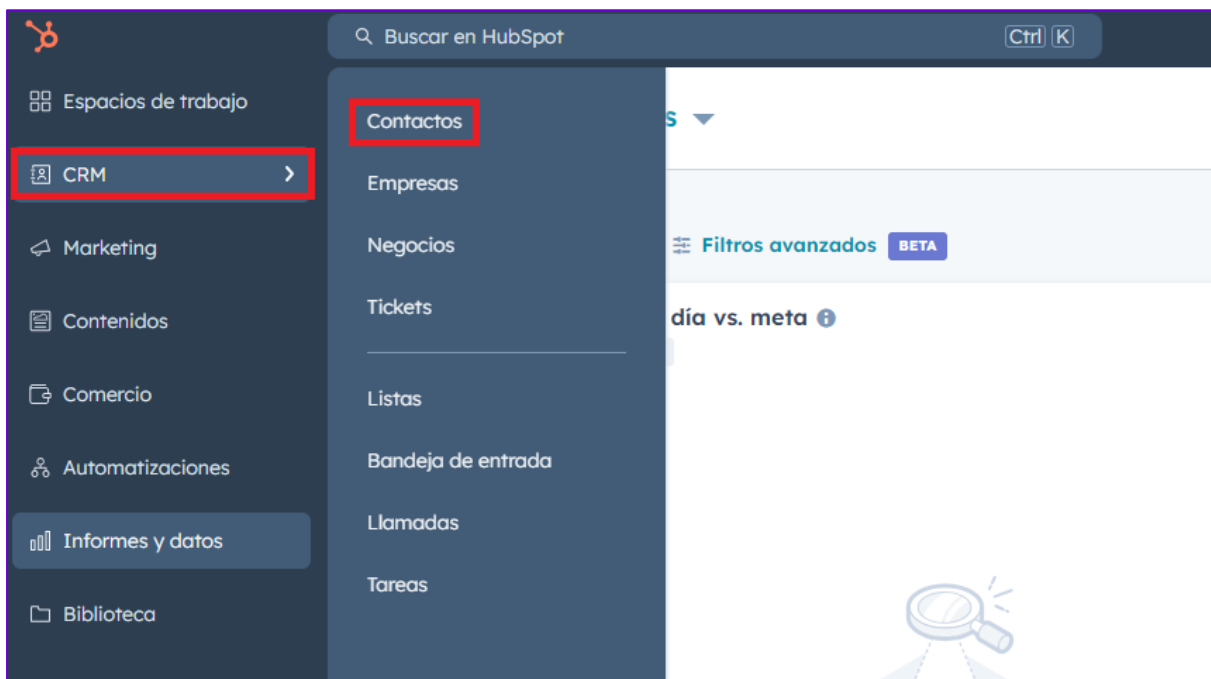 Buscar en HubSpot
Ctrl K
Espacios de trabajo
CRM
Marketing
Contenidos
Comercio
Automatizaciones
Informes y datos
Biblioteca
Contactos
Empresas
Negocios
Tickets
Listas
Bandeja de entrada
Llamadas
Tareas
s
Filtros avanzados BETA
día vs. meta